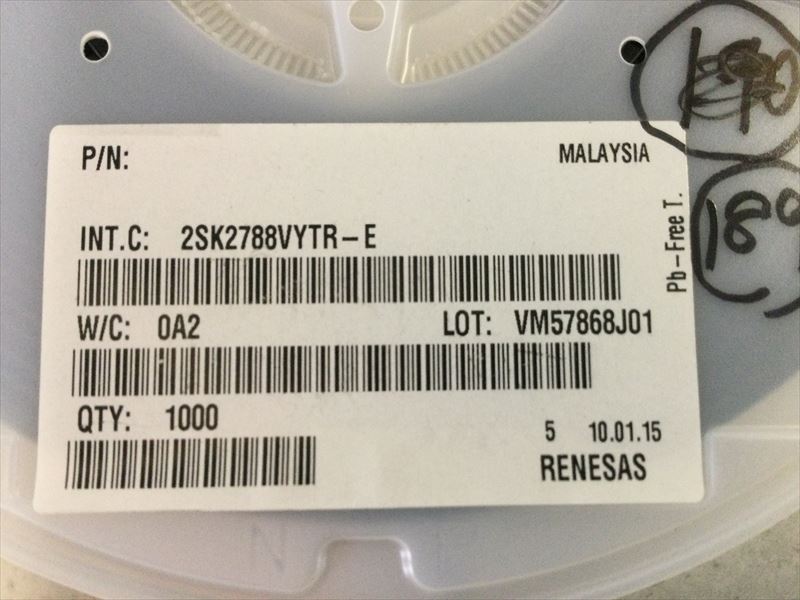 P/N:
MALAYSIA
INT.C: 2SK2788VYTR-E
Pb-Free T.
W/C: 0A2
LOT: VM57868J01
QTY: 1000
5 10.01.15
RENESAS